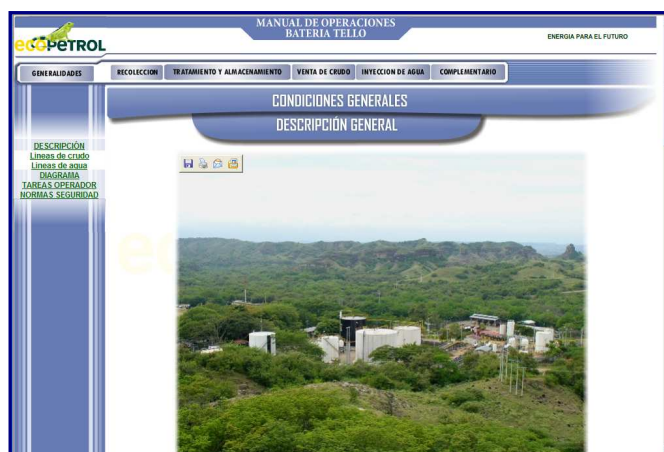 MANUAL DE OPERACIONES
BATERIA TELLO
ecopetrol
ENERGIA PARA EL FUTURO
GENERALIDADES
RECOLECCION
TRATAMIENTO Y ALMACENAMIENTO
VENTA DE CRUDO
INYECCION DE AGUA
COMPLEMENTARIO
CONDICIONES GENERALES
DESCRIPCIÓN GENERAL
DESCRIPCIÓN
Lineas de crudo
Lineas de agua
DIAGRAMA
TAREAS OPERADOR
NORMAS SEGURIDAD